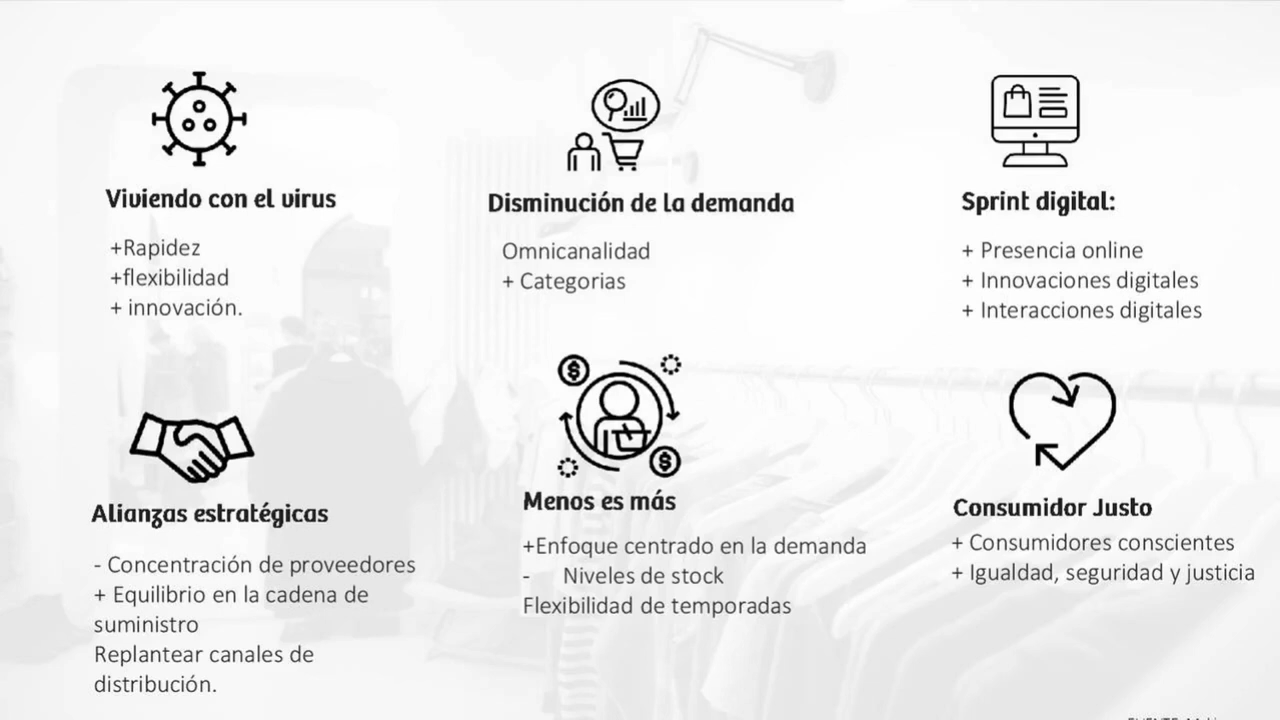 Viviendo con el virus
+Rapidez
+flexibilidad
+ innovación.
Disminución de la demanda
Omnicanalidad
+ Categorias
Sprint digital:
+ Presencia online
+ Innovaciones digitales
+ Interacciones digitales
Alianzas estratégicas
- Concentración de proveedores
+ Equilibrio en la cadena de
suministro
Replantear canales de
distribución.
Menos es más
+Enfoque centrado en la demanda
- Niveles de stock
Flexibilidad de temporadas
Consumidor Justo
+ Consumidores conscientes
+ Igualdad, seguridad y justicia